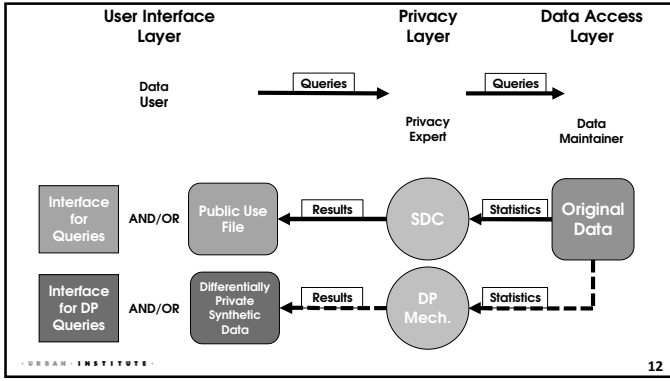 User Interface
Layer
Privacy
Layer
Data Access
Layer
Data
User
Queries
Queries
Privacy
Expert
Data
Maintainer
Interface
for
Queries
AND/OR
Public Use
File
Results
SDC
Statistics
Original
Data
Interface
for DP
Queries
AND/OR
Differentially
Private
Synthetic
Data
Results
DP
Mech.
Statistics
· URBAN · INSTITUTE ·
12